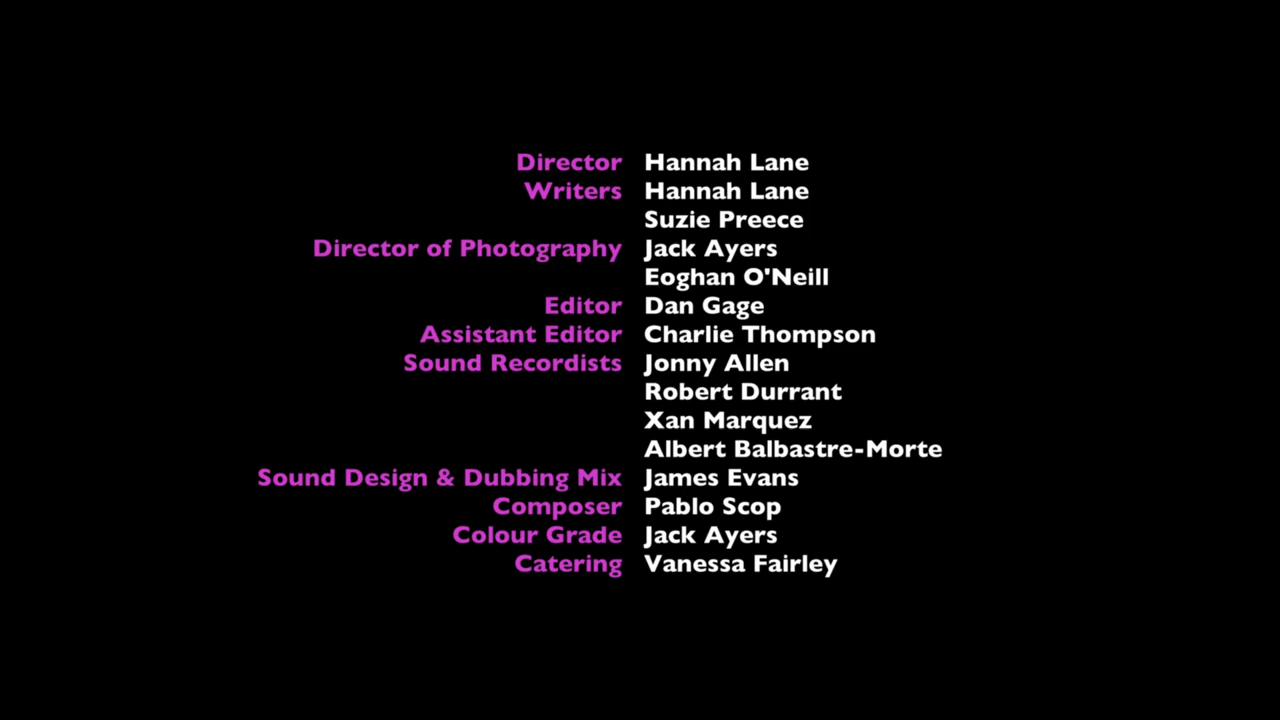 Director Hannah Lane
Writers Hannah Lane
Suzie Preece
Director of Photography Jack Ayers
Eoghan O'Neill
Editor Dan Gage
Assistant Editor Charlie Thompson
Sound Recordists Jonny Allen
Robert Durrant
Xan Marquez
Albert Balbastre-Morte
Sound Design & Dubbing Mix James Evans
Composer Pablo Scop
Colour Grade Jack Ayers
Catering Vanessa Fairley